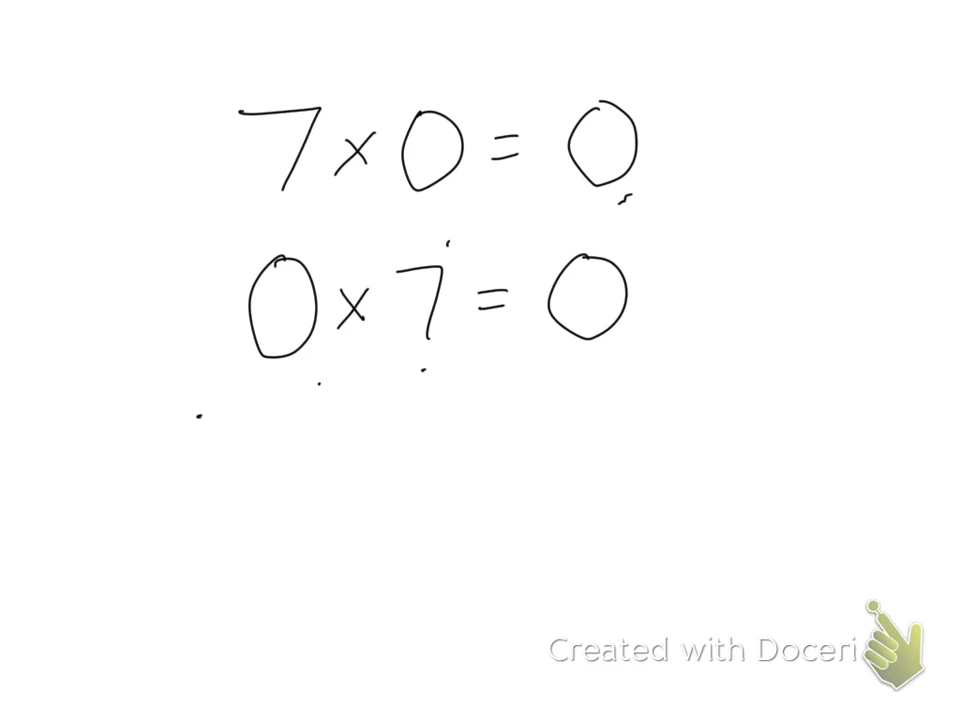 7 × 0 = 0
0 × 7 = 0
Created with Doceri